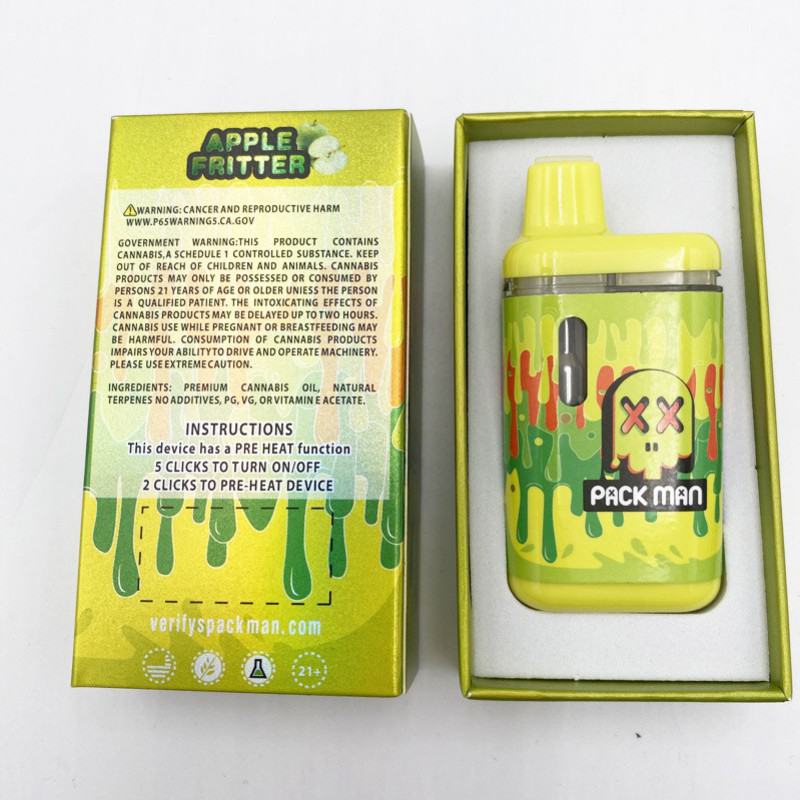 APPLE
FRITTER
WARNING: CANCER AND REPRODUCTIVE HARM
WWW.P65WARNINGS.CA.GOV
GOVERNMENT WARNING:THIS PRODUCT CONTAINS
CANNABIS,A SCHEDULE 1 CONTROLLED SUBSTANCE. KEEP
OUT OF REACH OF CHILDREN AND ANIMALS. CANNABIS
PRODUCTS MAY ONLY BE POSSESSED OR CONSUMED BY
PERSONS 21 YEARS OF AGE OR OLDER UNLESS THE PERSON
IS A QUALIFIED PATIENT. THE INTOXICATING EFFECTS OF
CANNABIS PRODUCTS MAY BE DELAYED UP TO TWO HOURS.
CANNABIS USE WHILE PREGNANT OR BREASTFEEDING MAY
BE HARMFUL. CONSUMPTION OF CANNABIS PRODUCTS
IMPAIRS YOUR ABILITY TO DRIVE AND OPERATE MACHINERY.
PLEASE USE EXTREME CAUTION.
INGREDIENTS: PREMIUM CANNABIS OIL, NATURAL
TERPENES NO ADDITIVES, PG, VG, OR VITAMIN E ACETATE.
INSTRUCTIONS
This device has a PRE HEAT function
5 CLICKS TO TURN ON/OFF
2 CLICKS TO PRE-HEAT DEVICE
verifyspackman.com
21+
PACK MAN